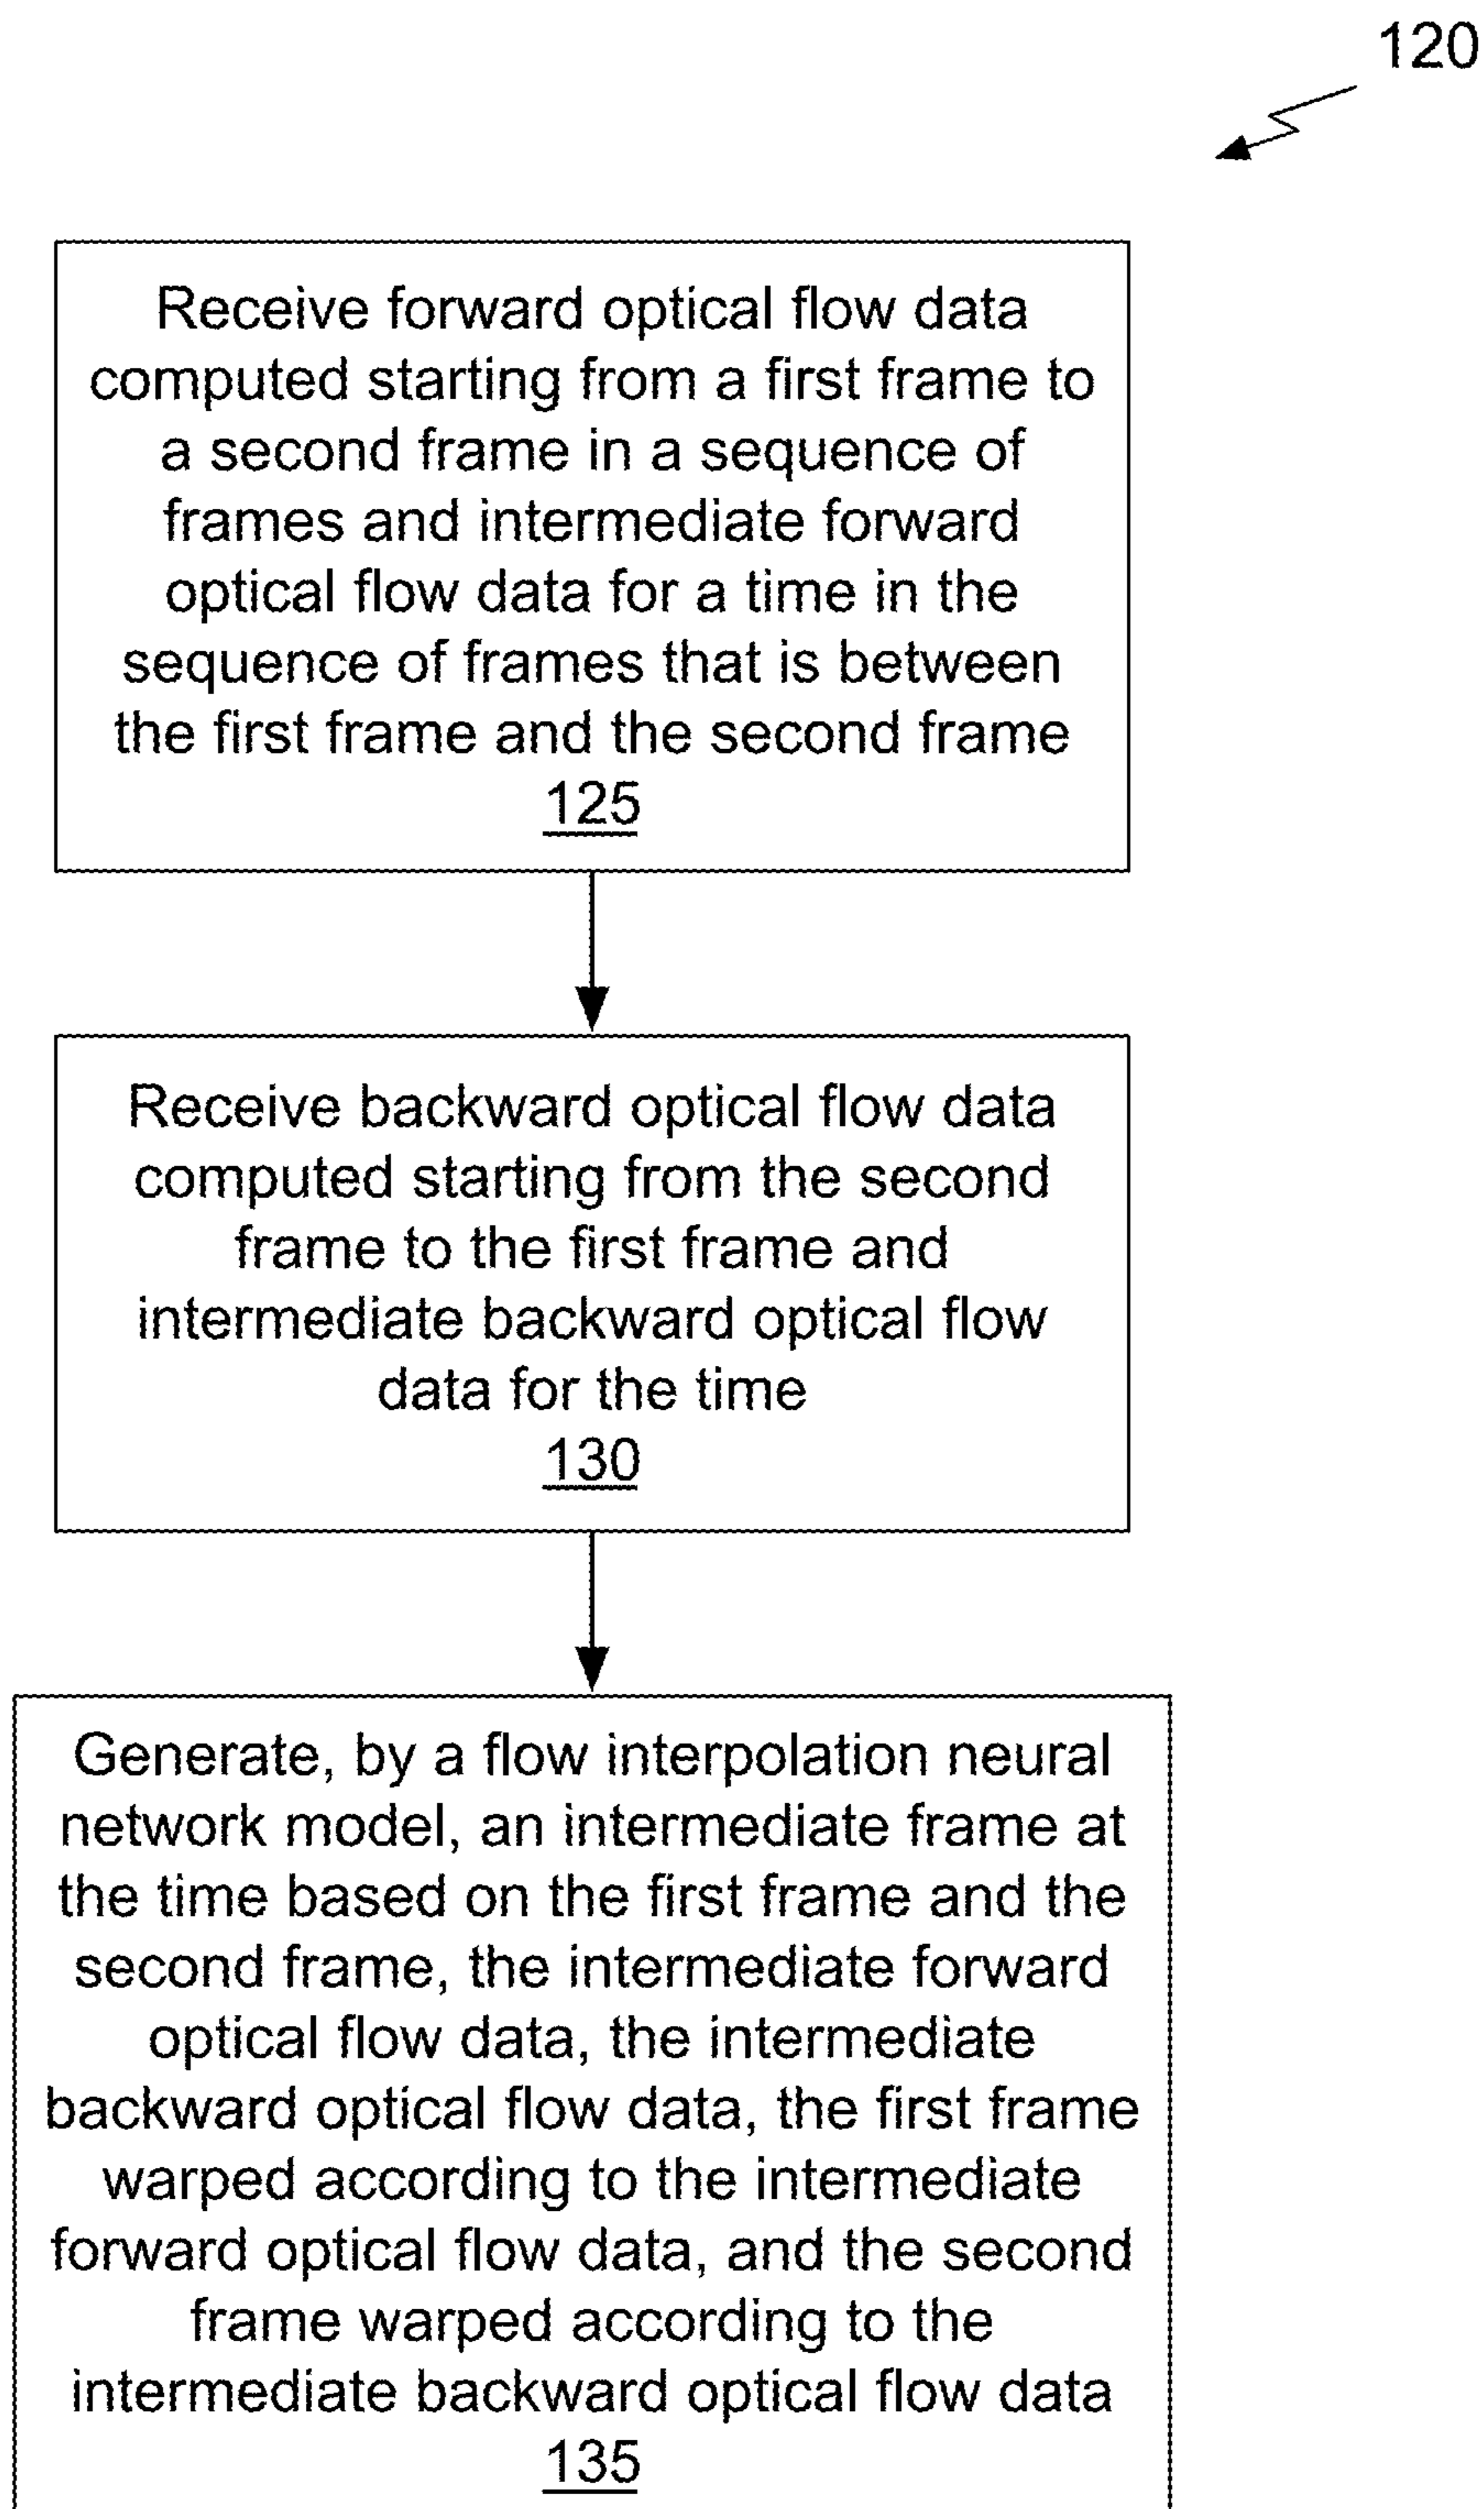 120
Receive forward optical flow data
computed starting from a first frame to
a second frame in a sequence of
frames and intermediate forward
optical flow data for a time in the
sequence of frames that is between
the first frame and the second frame
125
Receive backward optical flow data
computed starting from the second
frame to the first frame and
intermediate backward optical flow
data for the time
130
Generate, by a flow interpolation neural
network model, an intermediate frame at
the time based on the first frame and the
second frame, the intermediate forward
optical flow data, the intermediate
backward optical flow data, the first frame
warped according to the intermediate
forward optical flow data, and the second
frame warped according to the
intermediate backward optical flow data
135